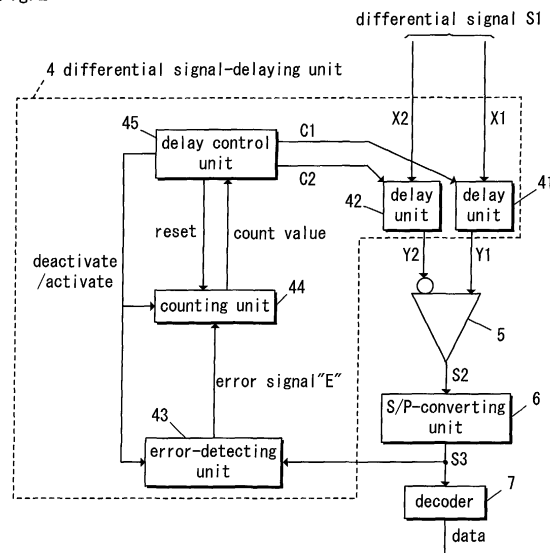 differential signal S1
4 differential signal-delaying unit
X2
X1
45
C1
delay control
unit
C2
41
delay
unit
42
delay
unit
reset
count value
Y2
Y1
deactivate
/activate
counting unit
44
5
error signal"E"
S2
43
S/P-converting
unit
6
error-detecting
unit
S3
7
decoder
data